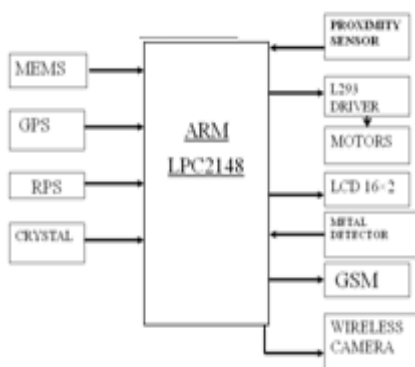 MEMS
GPS
RPS
CRYSTAL
ARM
LPC2148
PROXIMITY
SENSOR
L293
DRIVER
MOTORS
LCD 16×2
METAL
DETECTOR
GSM
WIRELESS
CAMERA